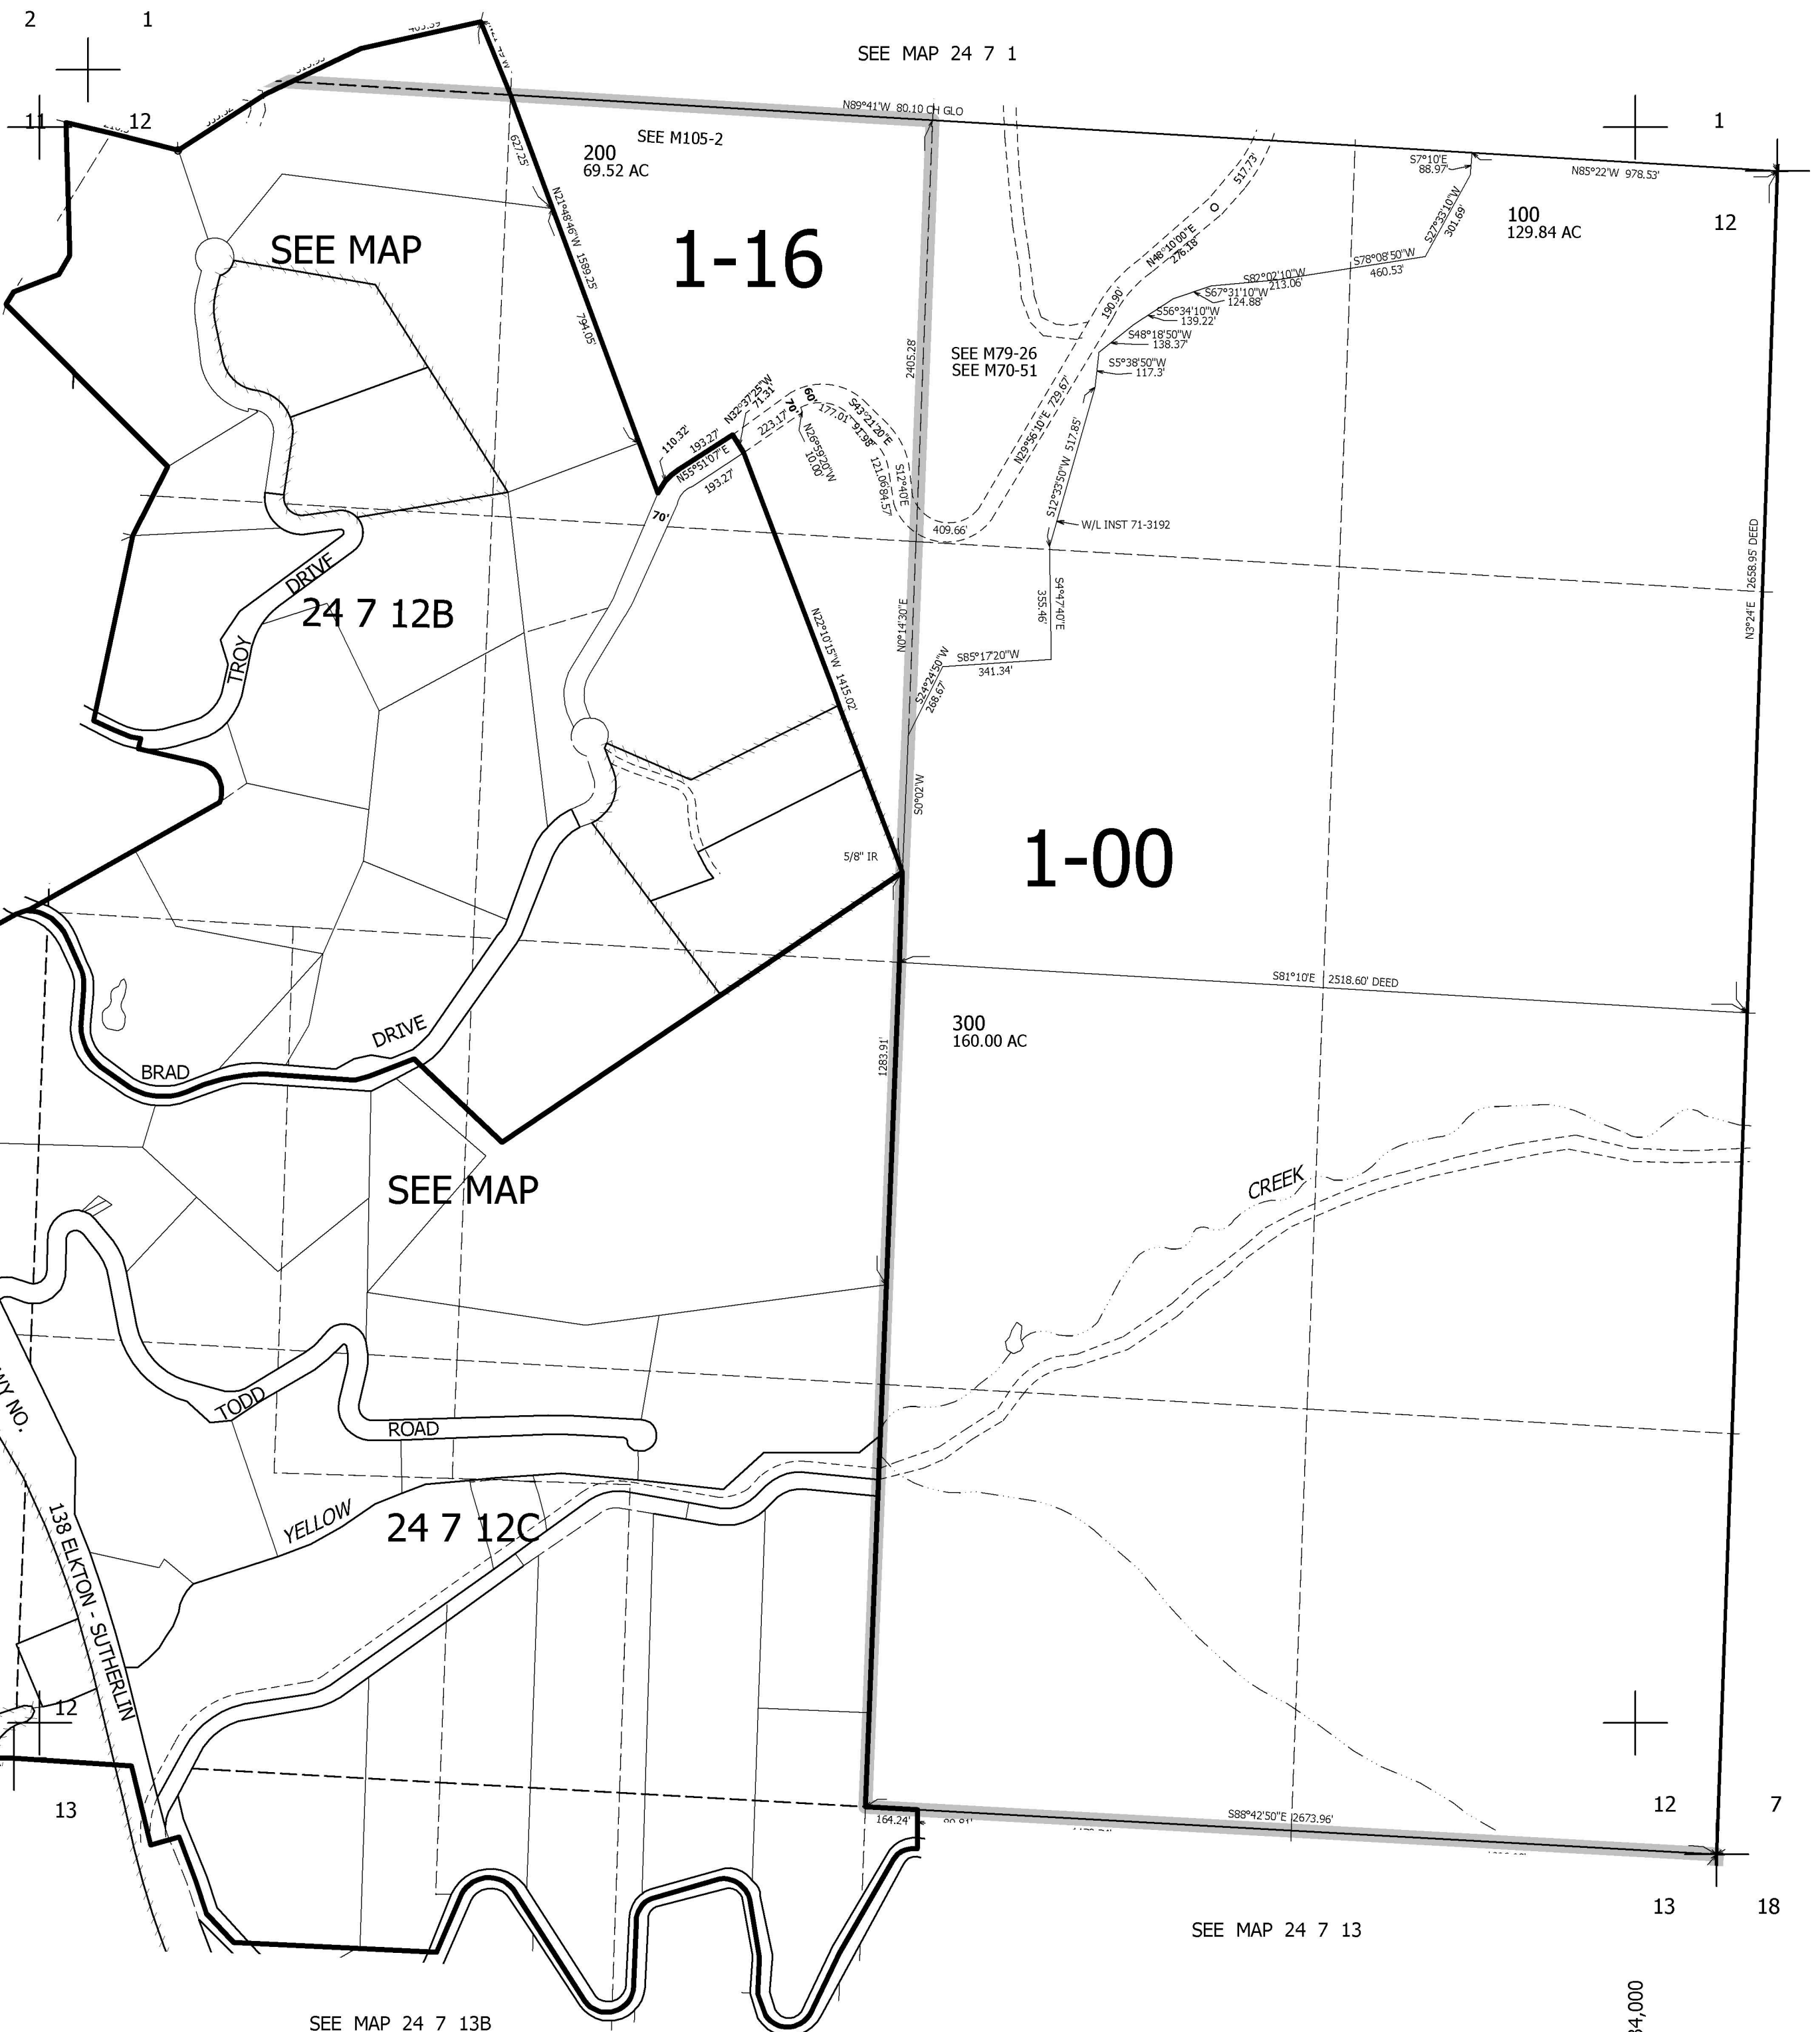 2
1
SEE MAP 24 7 1
11
12
N89°41'W 80.10 CH GLO
1
SEE M105-2
200
69.52 AC
627.25'
517.73'
S7°10'E
88.97'
N85°22'W 978.53'
S27°33'10"W
301.69'
100
129.84 AC
12
SEE MAP
1-16
N21°48'46"W 1589.25'
794.05'
N48°10'00"E
276.18'
S78°08'50"W
460.53'
S82°02'10"W
213.06'
S67°31'10"W
124.88'
190.90'
S56°34'10"W
139.22'
S48°18'50"W
138.37'
S5°38'50"W
117.3'
2405.28'
SEE M79-26
SEE M70-51
N32°37'25"W
71.31'
60'
70'
177.01'
91.98'
S43°21'20"E
110.32'
193.27'
223.17'
N55°51'07"E
193.27'
N26°59'20"W
10.00'
121.06'
84.57'
S12°40'E
N29°56'10"E 729.67'
S12°33'50"W 517.85'
70'
409.66'
W/L INST 71-3192
DRIVE
TROY
24 7 12B
N0°14'30"E
S4°47'40"E
355.46'
N3°24'E 2658.95' DEED
N22°10'15"W 1415.02'
S24°24'50"W
268.67'
S85°17'20"W
341.34'
S0°02'W
5/8" IR
1-00
S81°10'E 2518.60' DEED
300
160.00 AC
BRAD
DRIVE
1283.91'
SEE MAP
CREEK
WY NO.
TODD
ROAD
YELLOW
24 7 12C
138 ELKTON - SUTHERLIN
12
13
12
7
164.24'
S88°42'50"E 2673.96'
13
18
SEE MAP 24 7 13
SEE MAP 24 7 13B